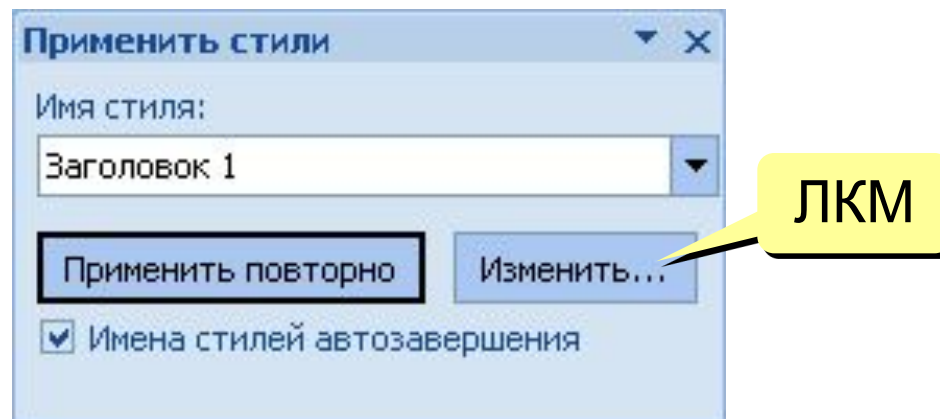 Применить стили
Имя стиля:
Заголовок 1
ЛКМ
Применить повторно Изменить...
Имена стилей автозавершения